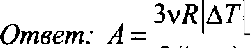 Ответ: A = 3νR|ΔT|